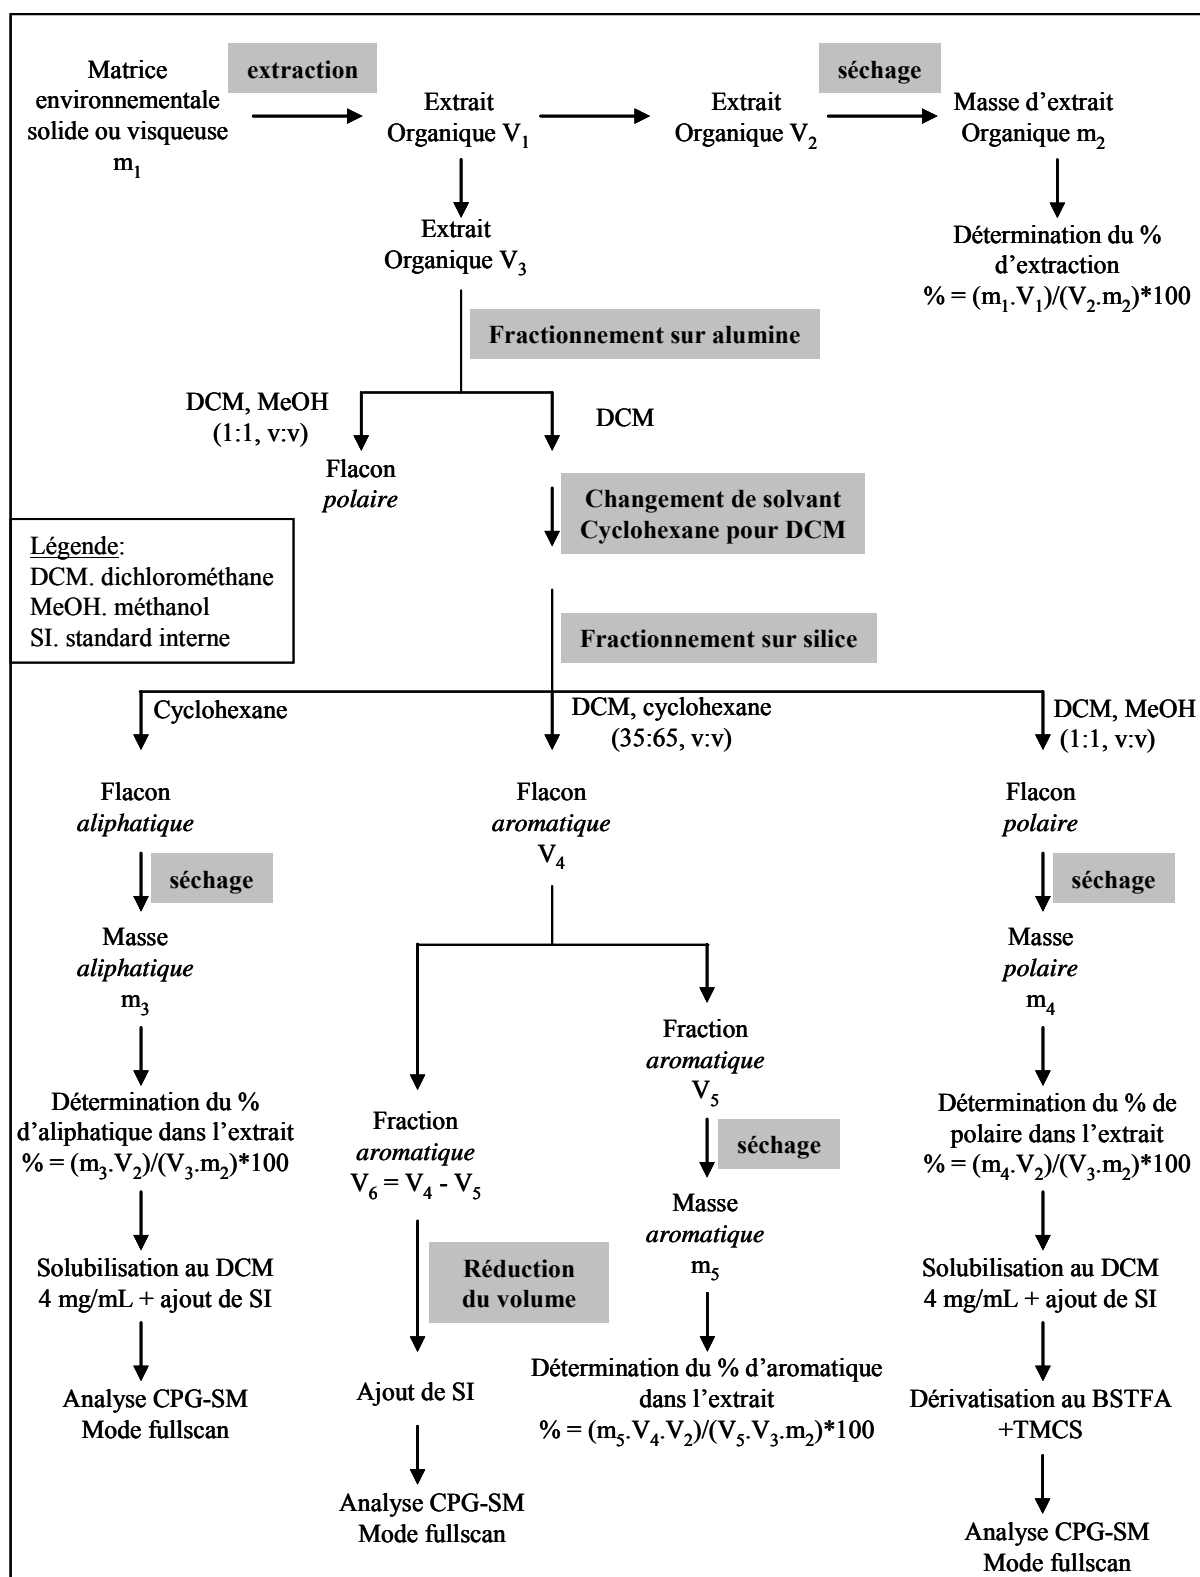 Matrice
environnementale
solide ou visqueuse
m1
extraction
Extrait
Organique V1
Extrait
Organique V2
séchage
Masse d'extrait
Organique m2
Extrait
Organique V3
Détermination du %
d'extraction
% = (m1.V1)/(V2.m2)*100
Fractionnement sur alumine
DCM, MeOH
(1:1, v:v)
DCM
Flacon
polaire
Changement de solvant
Cyclohexane pour DCM
Légende:
DCM. dichlorométhane
MeOH. méthanol
SI. standard interne
Fractionnement sur silice
Cyclohexane
DCM, cyclohexane
(35:65, v:v)
DCM, MeOH
(1:1, v:v)
Flacon
aliphatique
Flacon
aromatique
V4
Flacon
polaire
séchage
séchage
Masse
aliphatique
m3
Masse
polaire
m4
Fraction
aromatique
V5
Détermination du %
d'aliphatique dans l'extrait
% = (m3.V2)/(V3.m2)*100
Fraction
aromatique
V6 = V4 - V5
séchage
Détermination du % de
polaire dans l'extrait
% = (m4.V2)/(V3.m2)*100
Masse
aromatique
m5
Solubilisation au DCM
4 mg/mL + ajout de SI
Réduction
du volume
Solubilisation au DCM
4 mg/mL + ajout de SI
Détermination du % d'aromatique
dans l'extrait
% = (m5.V4.V2)/(V5.V3.m2)*100
Analyse CPG-SM
Mode fullscan
Ajout de SI
Dérivatisation au BSTFA
+TMCS
Analyse CPG-SM
Mode fullscan
Analyse CPG-SM
Mode fullscan